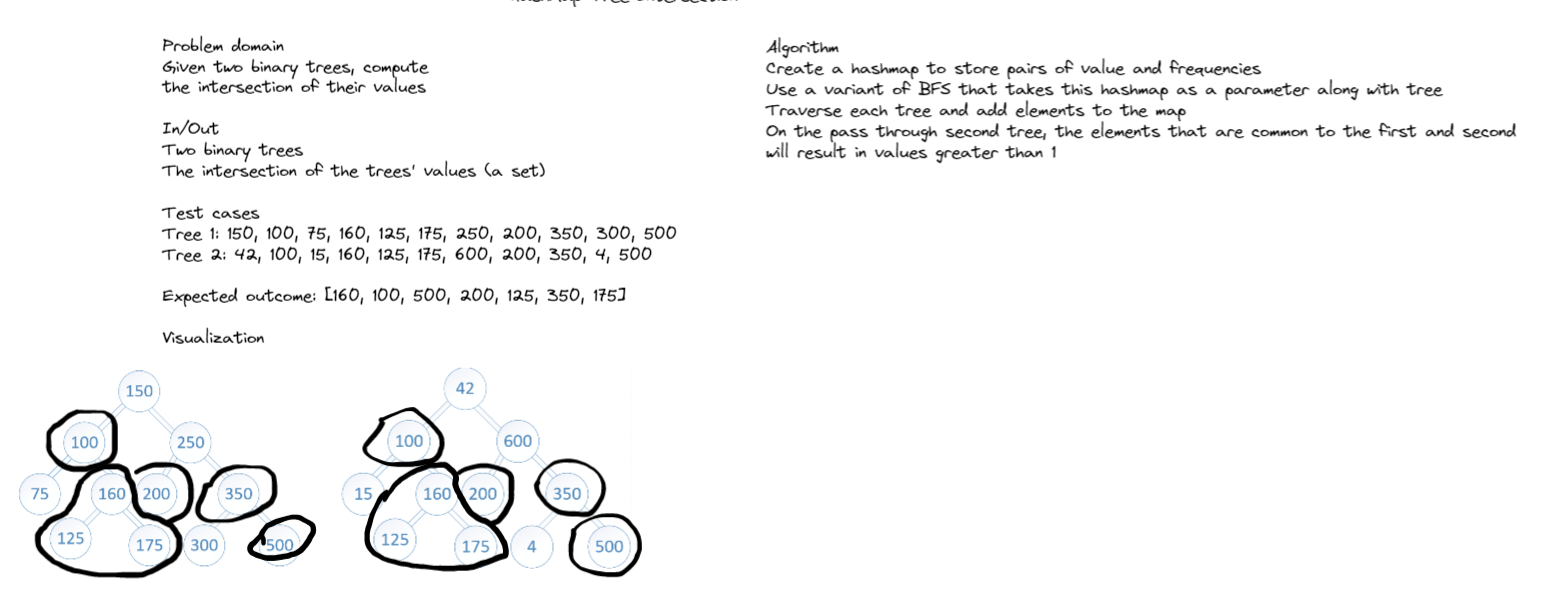 Problem domain
Given two binary trees, compute
the intersection of their values
In/Out
Two binary trees
The intersection of the trees' values (a set)
Test cases
Tree 1: 150, 100, 75, 160, 125, 175, 250, 200, 350, 300, 500
Tree 2: 42, 100, 15, 160, 125, 175, 600, 200, 350, 4, 500
Expected outcome: [160, 100, 500, 200, 125, 350, 175]
Visualization
Algorithm
Create a hashmap to store pairs of value and frequencies
Use a variant of BFS that takes this hashmap as a parameter along with tree
Traverse each tree and add elements to the map
On the pass through second tree, the elements that are common to the first and second
will result in values greater than 1
150
100 250
75 160 200 350
125 175 300 500
42
100 600
15 160 200 350
125 175 4 500